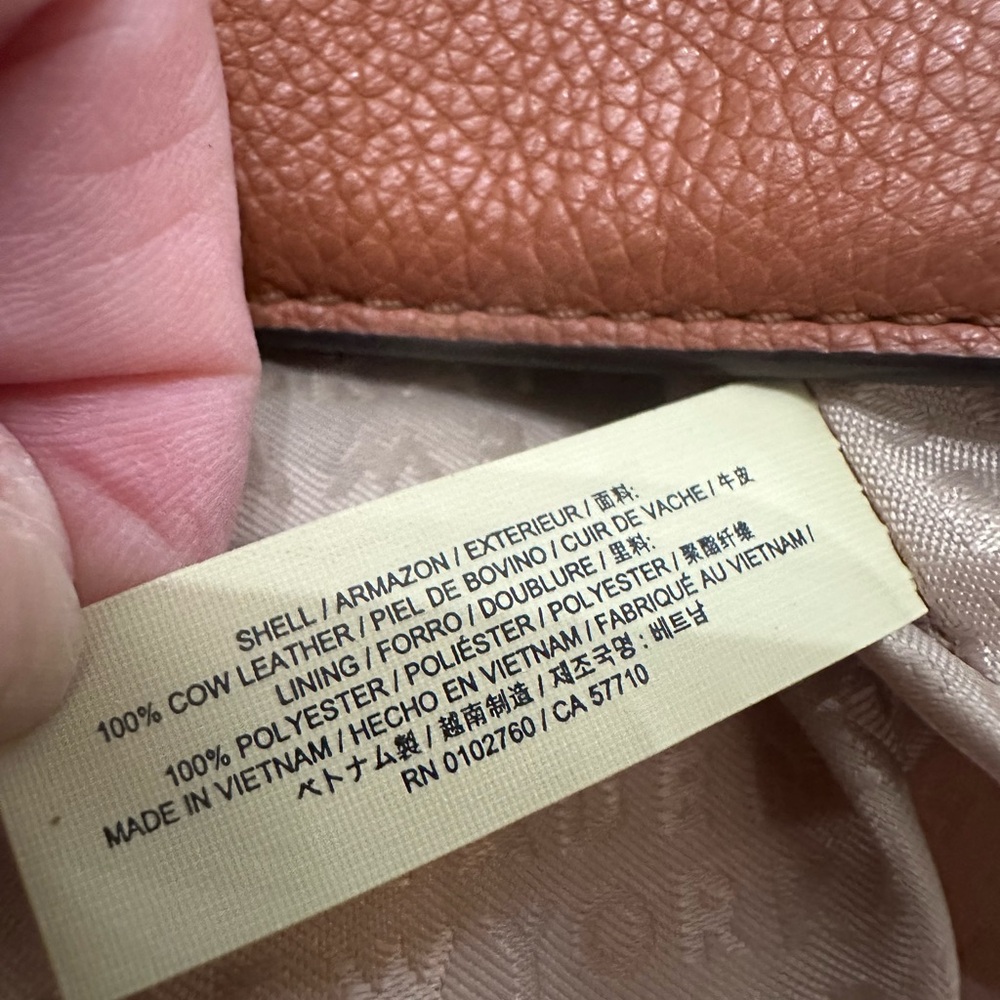 SHELL / ARMAZON / EXTERIEUR / 面料:
100% COW LEATHER / PIEL DE BOVINO / CUIR DE VACHE / 牛皮
LINING / FORRO / DOUBLURE / 里料:
100% POLYESTER / POLIÉSTER / POLYESTER / 聚酯纤维
MADE IN VIETNAM / HECHO EN VIETNAM / FABRIQUÉ AU VIETNAM /
ベトナム製 / 越南制造 / 제조국명 : 베트남
RN 0102760 / CA 57710